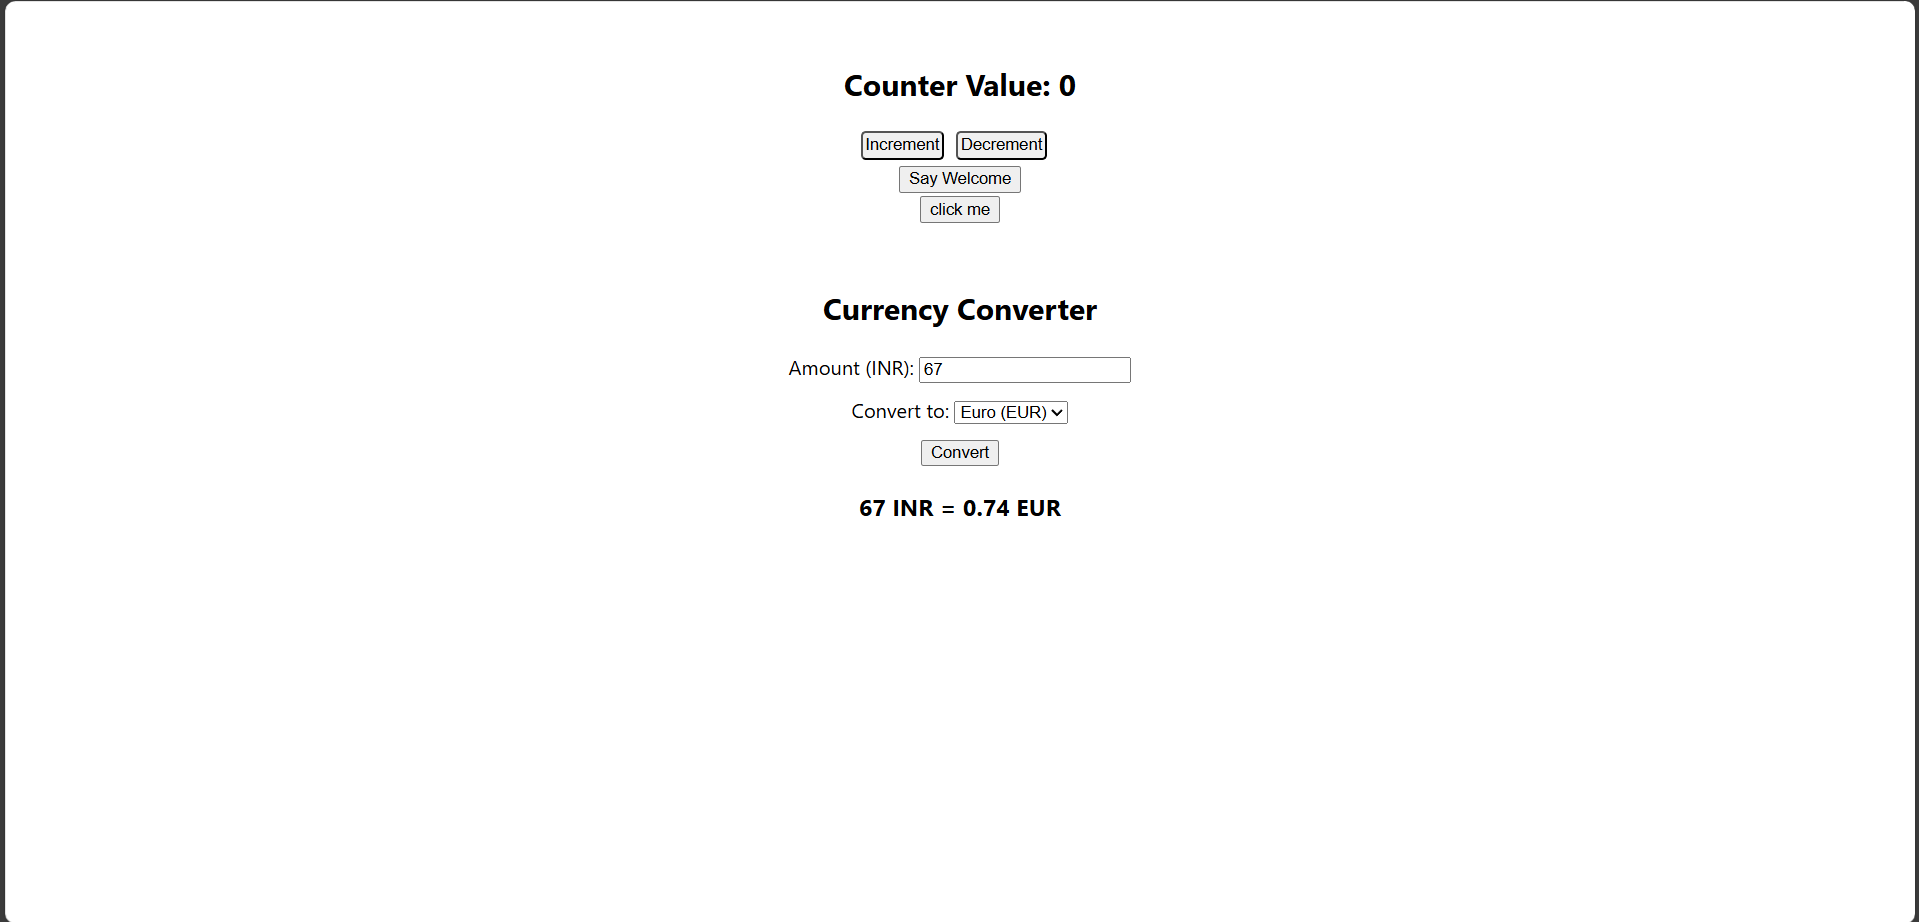 Counter Value: 0
Increment Decrement
Say Welcome
click me
Currency Converter
Amount (INR): 67
Convert to: Euro (EUR)
Convert
67 INR = 0.74 EUR